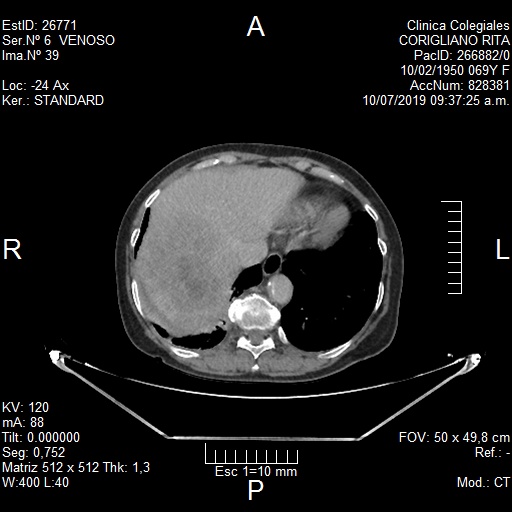 EstID: 26771
Ser.Nº 6 VENOSO
Ima.Nº 39
Loc: -24 Ax
Ker.: STANDARD
A
Clinica Colegiales
CORIGLIANO RITA
PacID: 266882/0
10/02/1950 069Y F
AccNum: 828381
10/07/2019 09:37:25 a.m.
R
L
KV: 120
mA: 88
Tilt: 0.000000
Seg: 0,752
Matriz 512 x 512 Thk: 1,3
W:400 L:40
Esc 1=10 mm
P
FOV: 50 x 49,8 cm
Ref.: -
Mod.: CT